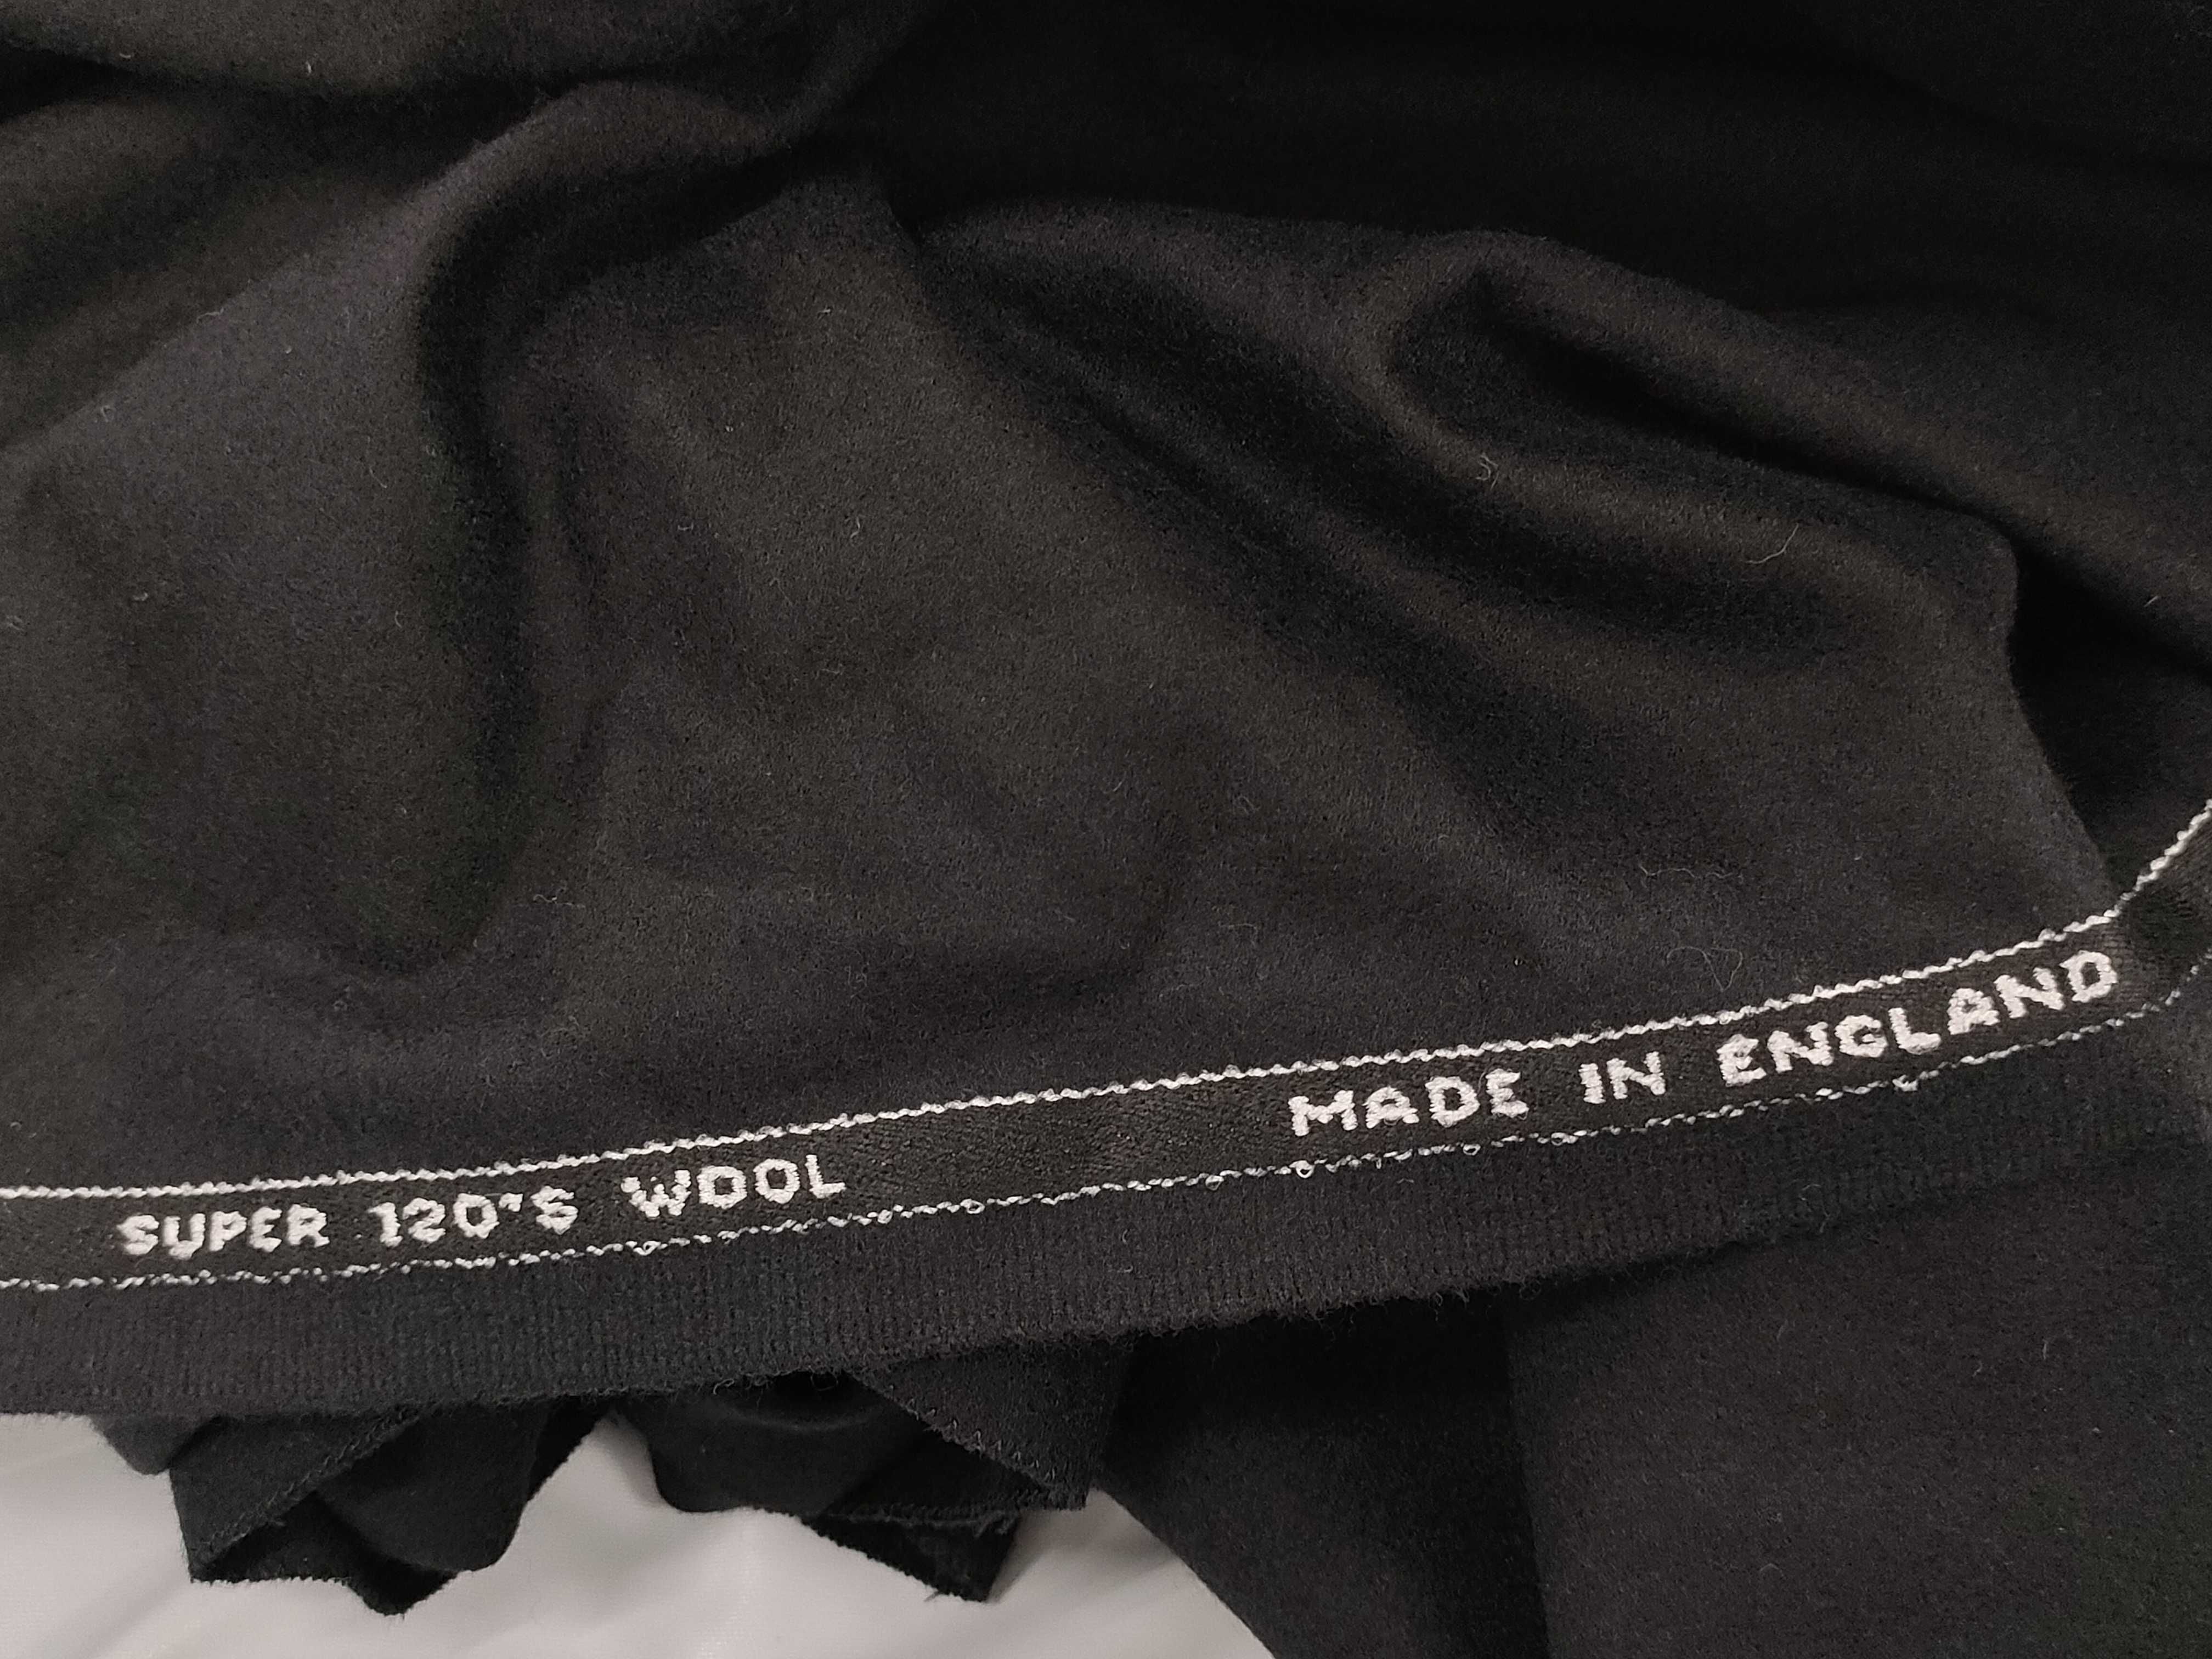 SUPER 120'S WOOL MADE IN ENGLAND